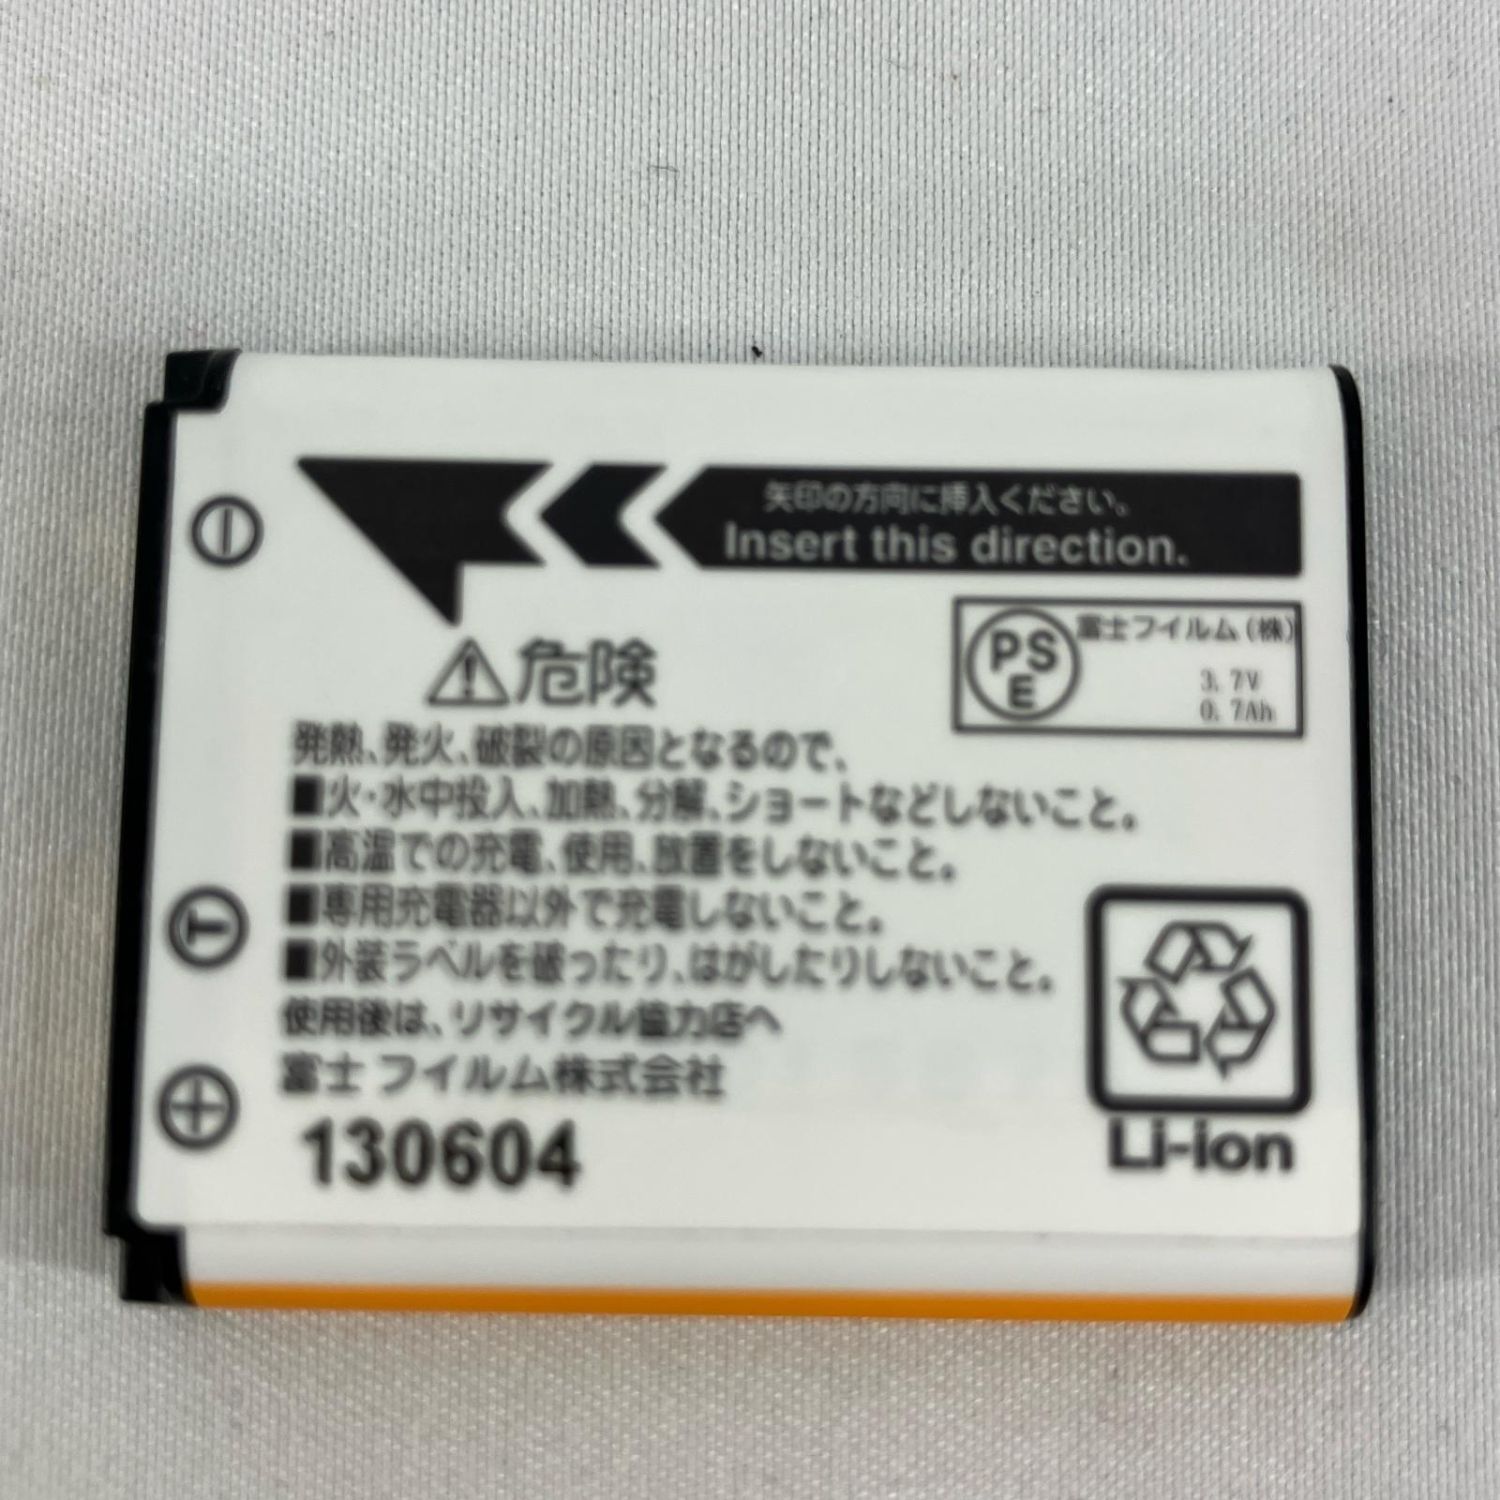 矢印の方向に挿入ください。
Insert this direction.
PS
E
富士フイルム(株)
3.7V
0.7Ah
危険
発熱、発火、破裂の原因となるので、
■火・水中投入、加熱、分解、ショートなどしないこと。
■高温での充電、使用、放置をしないこと。
■専用充電器以外で充電しないこと。
■外装ラベルを破ったり、はがしたりしないこと。
使用後は、リサイクル協力店へ
富士フイルム株式会社
130604
Li-ion
T